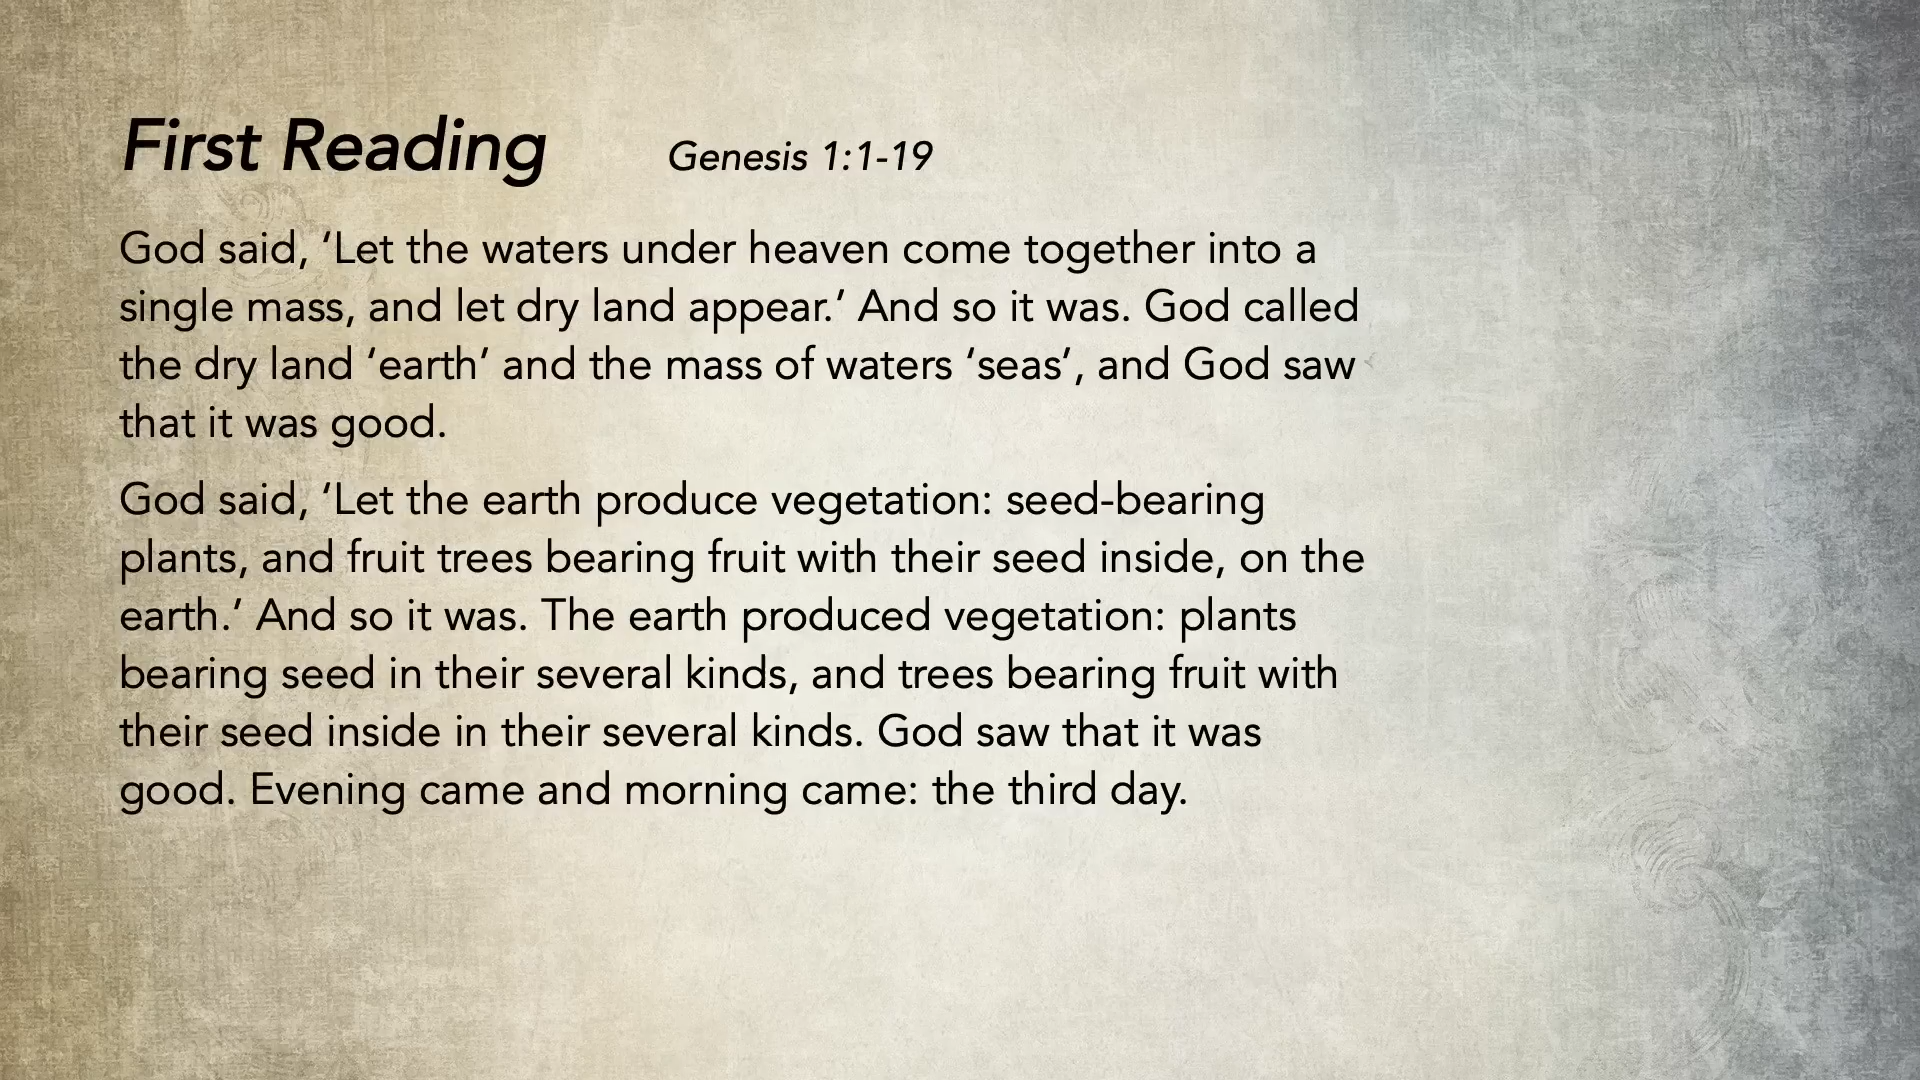 First Reading Genesis 1:1-19
God said, ‘Let the waters under heaven come together into a
single mass, and let dry land appear.’ And so it was. God called
the dry land ‘earth’ and the mass of waters ‘seas’, and God saw
that it was good.
God said, ‘Let the earth produce vegetation: seed-bearing
plants, and fruit trees bearing fruit with their seed inside, on the
earth.’ And so it was. The earth produced vegetation: plants
bearing seed in their several kinds, and trees bearing fruit with
their seed inside in their several kinds. God saw that it was
good. Evening came and morning came: the third day.